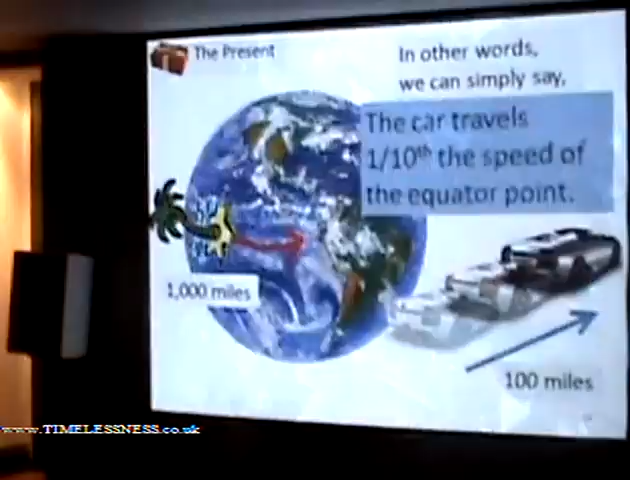 The Present
In other words,
we can simply say,
The car travels
1/10th the speed of
the equator point.
1,000 miles
100 miles
www.TIMELESSNESS.co.uk